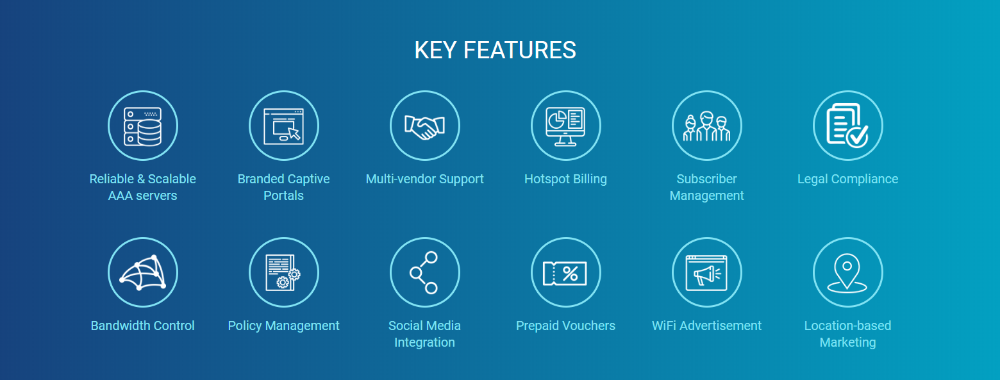 KEY FEATURES
Reliable & Scalable
AAA servers
Branded Captive
Portals
Multi-vendor Support
Hotspot Billing
Subscriber
Management
Legal Compliance
Bandwidth Control
Policy Management
Social Media
Integration
Prepaid Vouchers
WiFi Advertisement
Location-based
Marketing